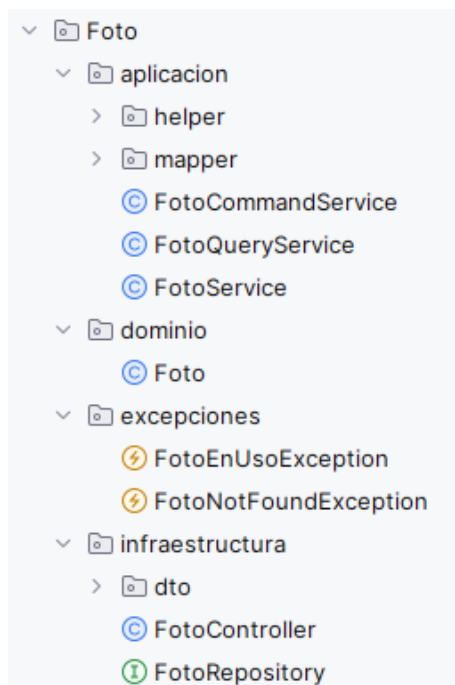 Foto
aplicacion
helper
mapper
FotoCommandService
FotoQueryService
FotoService
dominio
Foto
excepciones
FotoEnUsoException
FotoNotFoundException
infraestructura
dto
FotoController
FotoRepository